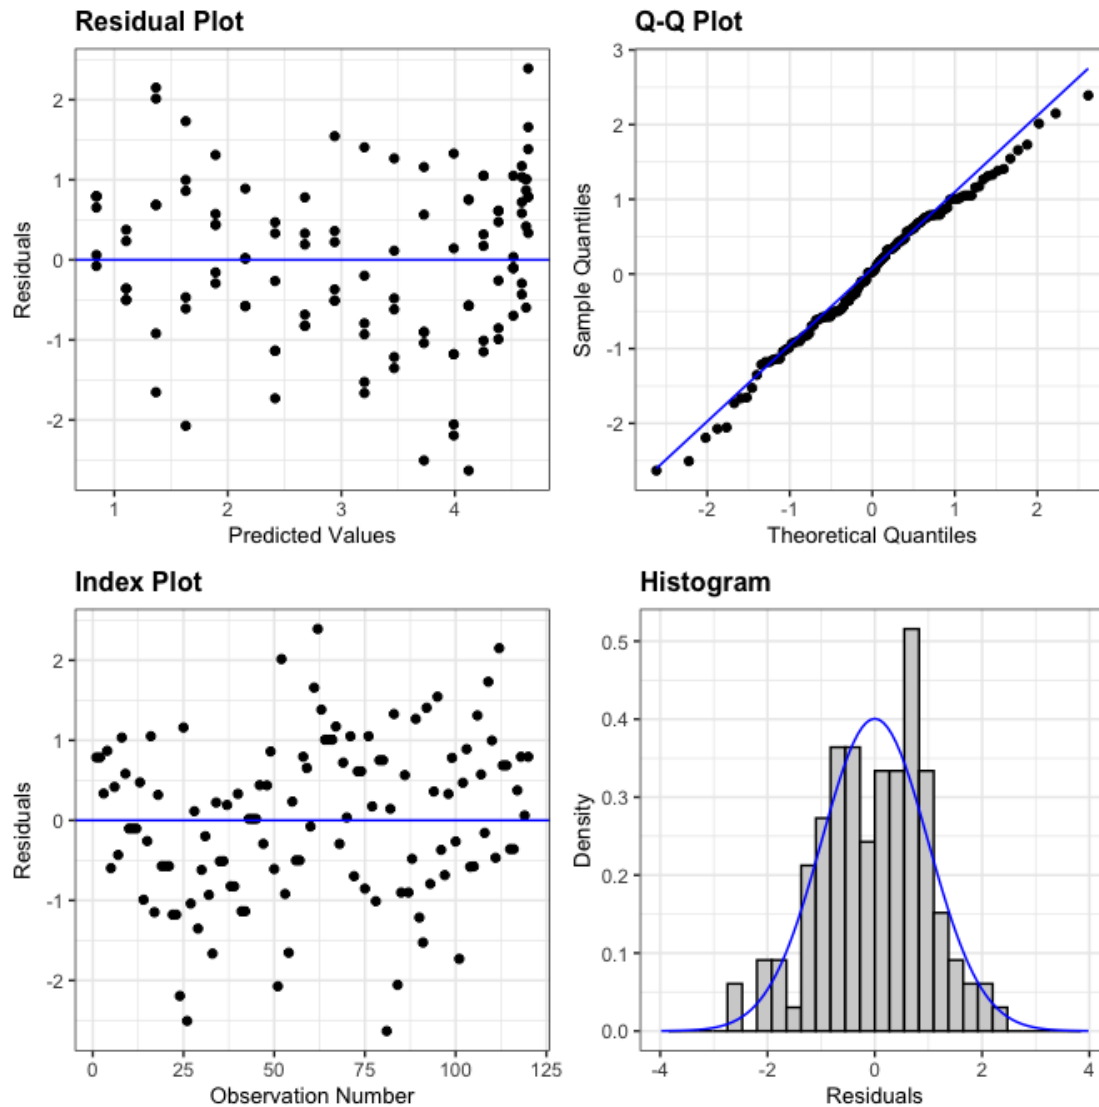 Residual Plot
2
1
0
-1
-2
Residuals
1 2 3 4
Predicted Values
Q-Q Plot
3
2
1
0
-1
-2
Sample Quantiles
-2 -1 0 1 2
Theoretical Quantiles
Index Plot
2
1
0
-1
-2
Residuals
0 25 50 75 100 125
Observation Number
Histogram
0.5
0.4
0.3
0.2
0.1
0.0
Density
-4 -2 0 2 4
Residuals